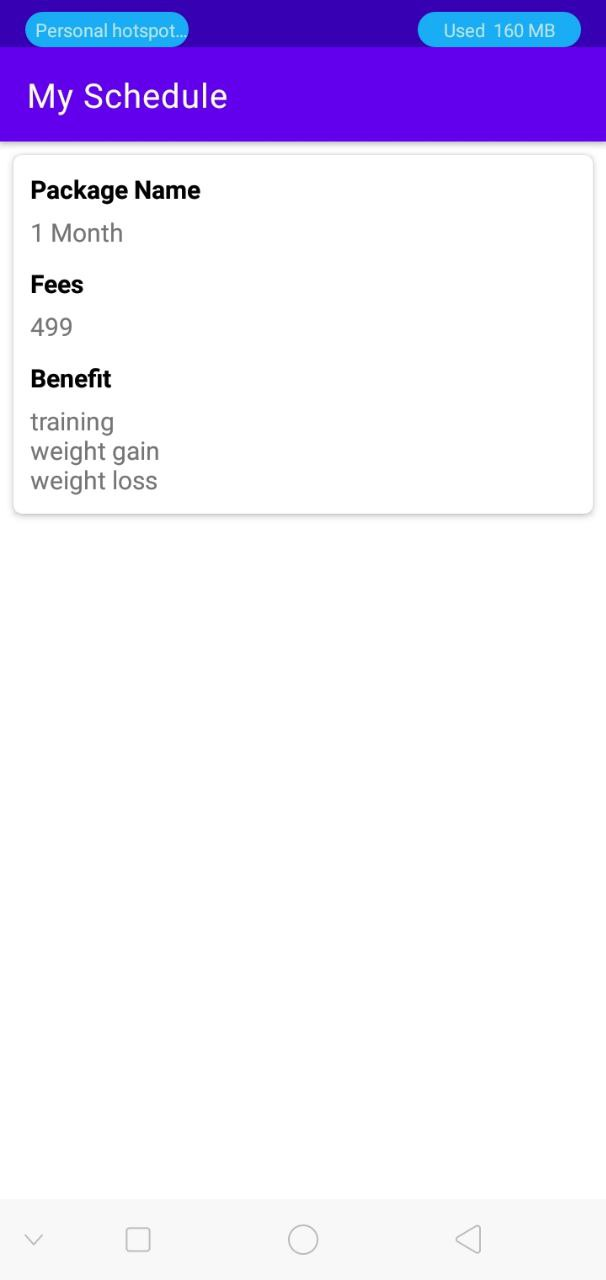 Personal hotspot...
Used 160 MB
My Schedule
Package Name
1 Month
Fees
499
Benefit
training
weight gain
weight loss